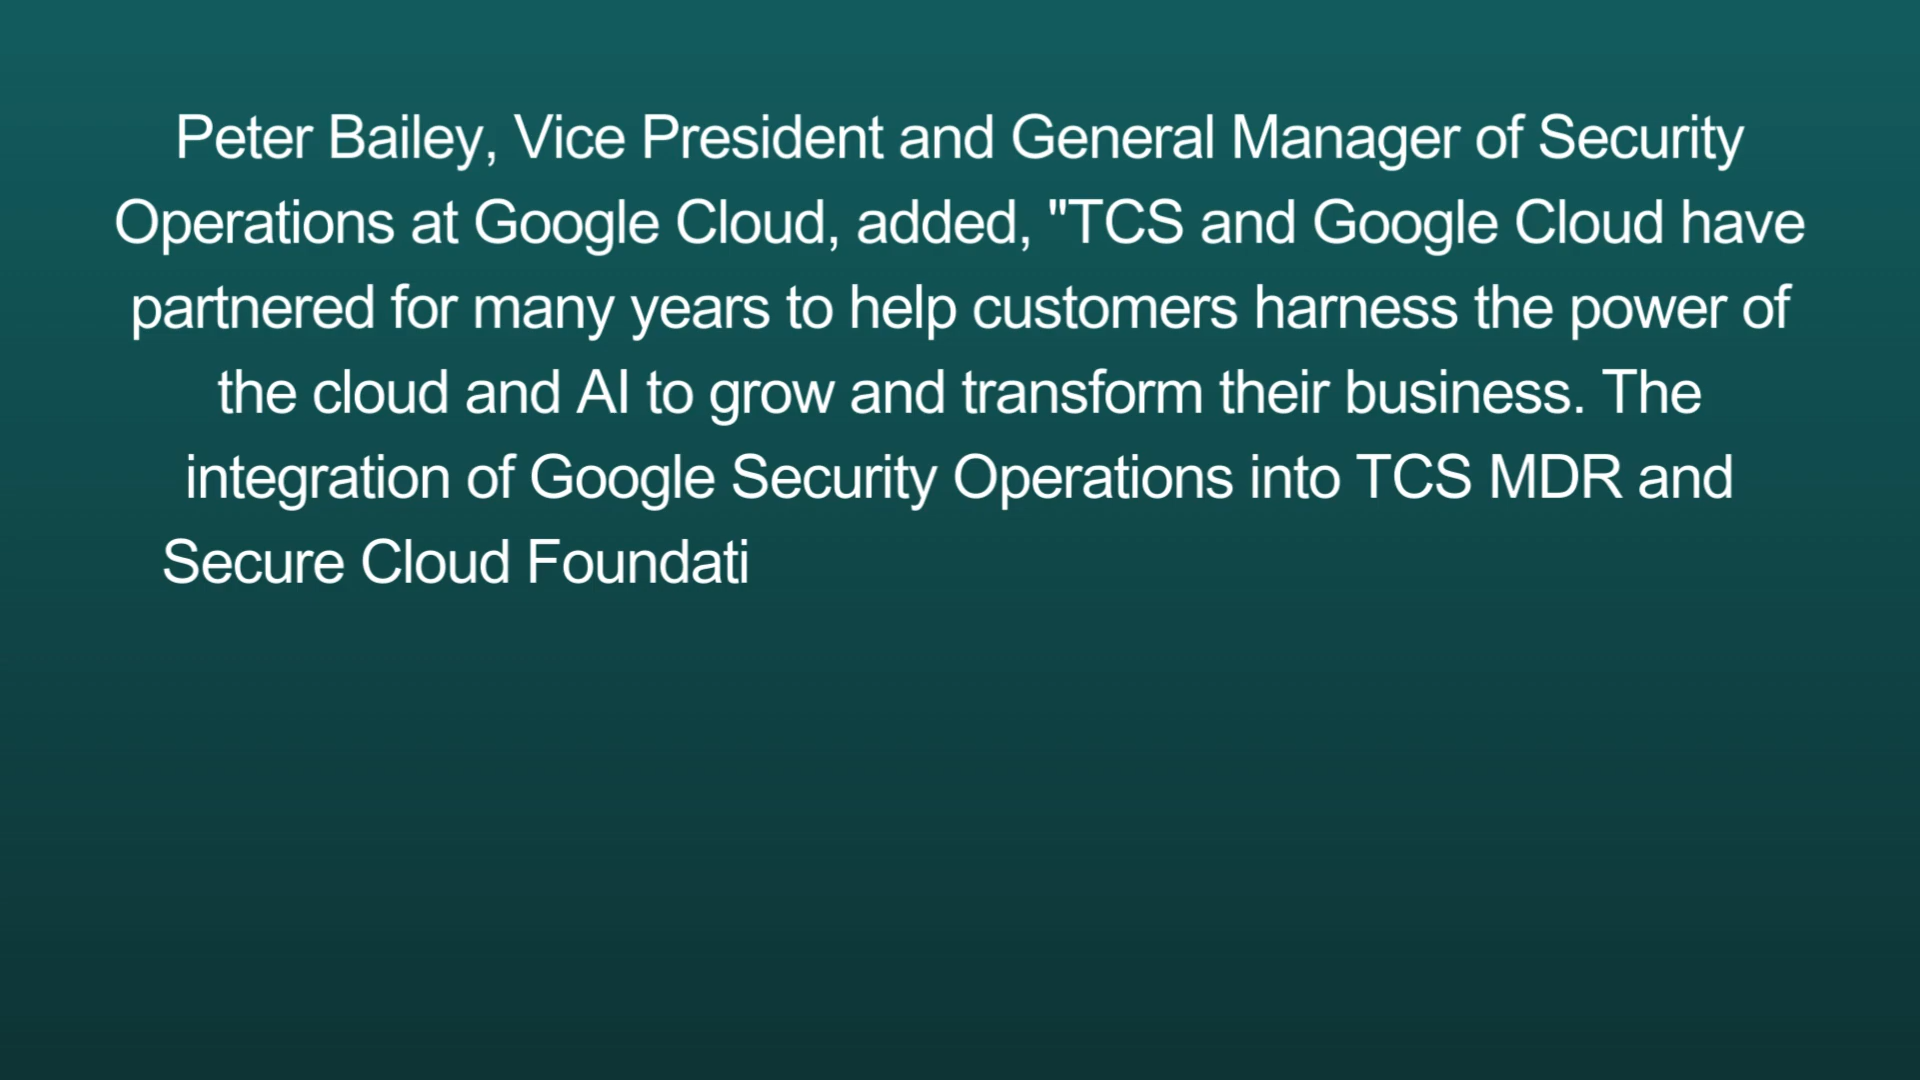 Peter Bailey, Vice President and General Manager of Security
Operations at Google Cloud, added, "TCS and Google Cloud have
partnered for many years to help customers harness the power of
the cloud and AI to grow and transform their business. The
integration of Google Security Operations into TCS MDR and
Secure Cloud Foundati